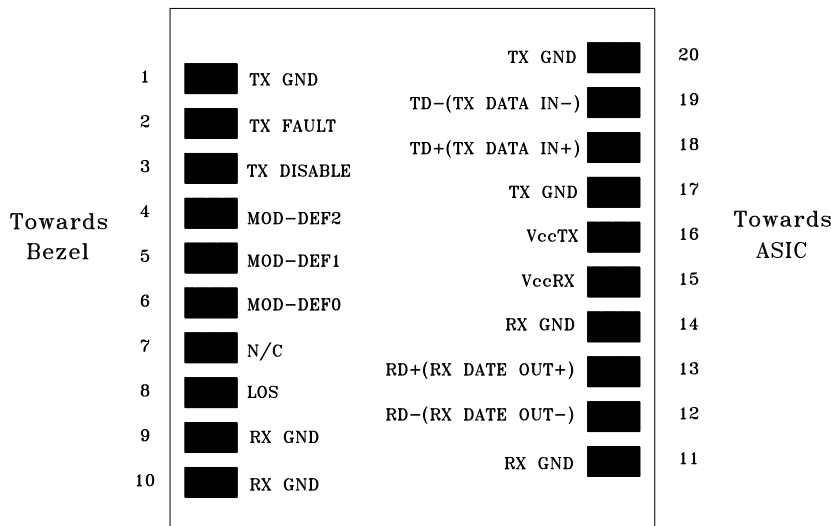 1 TX GND
2 TX FAULT
3 TX DISABLE
4 MOD-DEF2
5 MOD-DEF1
6 MOD-DEF0
7 N/C
8 LOS
9 RX GND
10 RX GND
Towards
Bezel
TX GND 20
TD-(TX DATA IN-) 19
TD+(TX DATA IN+) 18
TX GND 17
VccTX 16
VccRX 15
RX GND 14
RD+(RX DATE OUT+) 13
RD-(RX DATE OUT-) 12
RX GND 11
Towards
ASIC